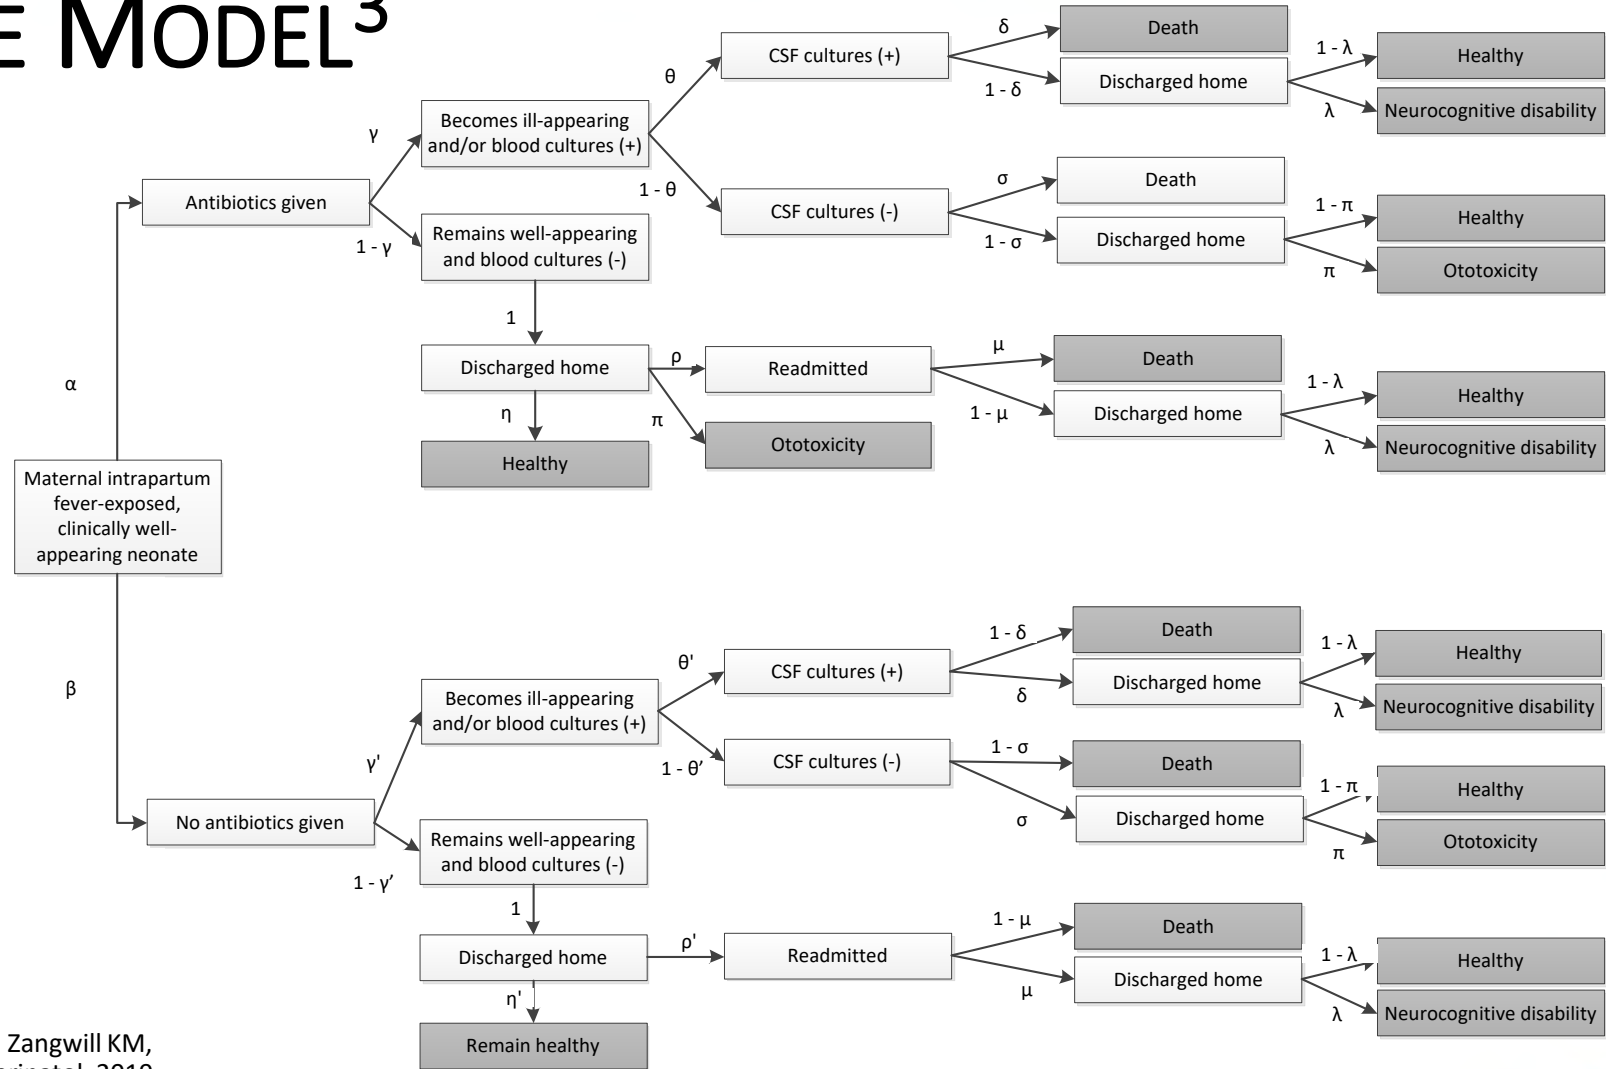 E MODEL³
Death
δ
CSF cultures (+)
1 - δ
Discharged home
1 - λ
Healthy
λ
Neurocognitive disability
θ
Becomes ill-appearing
and/or blood cultures (+)
1 - θ
CSF cultures (-)
σ
Death
1 - σ
Discharged home
1 - π
Healthy
π
Ototoxicity
γ
Antibiotics given
1 - γ
Remains well-appearing
and blood cultures (-)
1
Discharged home
ρ
Readmitted
μ
Death
1 - μ
Discharged home
1 - λ
Healthy
λ
Neurocognitive disability
π
Ototoxicity
η
Healthy
α
Maternal intrapartum
fever-exposed,
clinically well-
appearing neonate
β
No antibiotics given
γ'
Becomes ill-appearing
and/or blood cultures (+)
θ'
CSF cultures (+)
1 - δ
Death
δ
Discharged home
1 - λ
Healthy
λ
Neurocognitive disability
1 - θ’
CSF cultures (-)
1 - σ
Death
σ
Discharged home
1 - π
Healthy
π
Ototoxicity
1 - γ’
Remains well-appearing
and blood cultures (-)
1
Discharged home
ρ'
Readmitted
1 - μ
Death
μ
Discharged home
1 - λ
Healthy
λ
Neurocognitive disability
η'
Remain healthy
Zangwill KM,